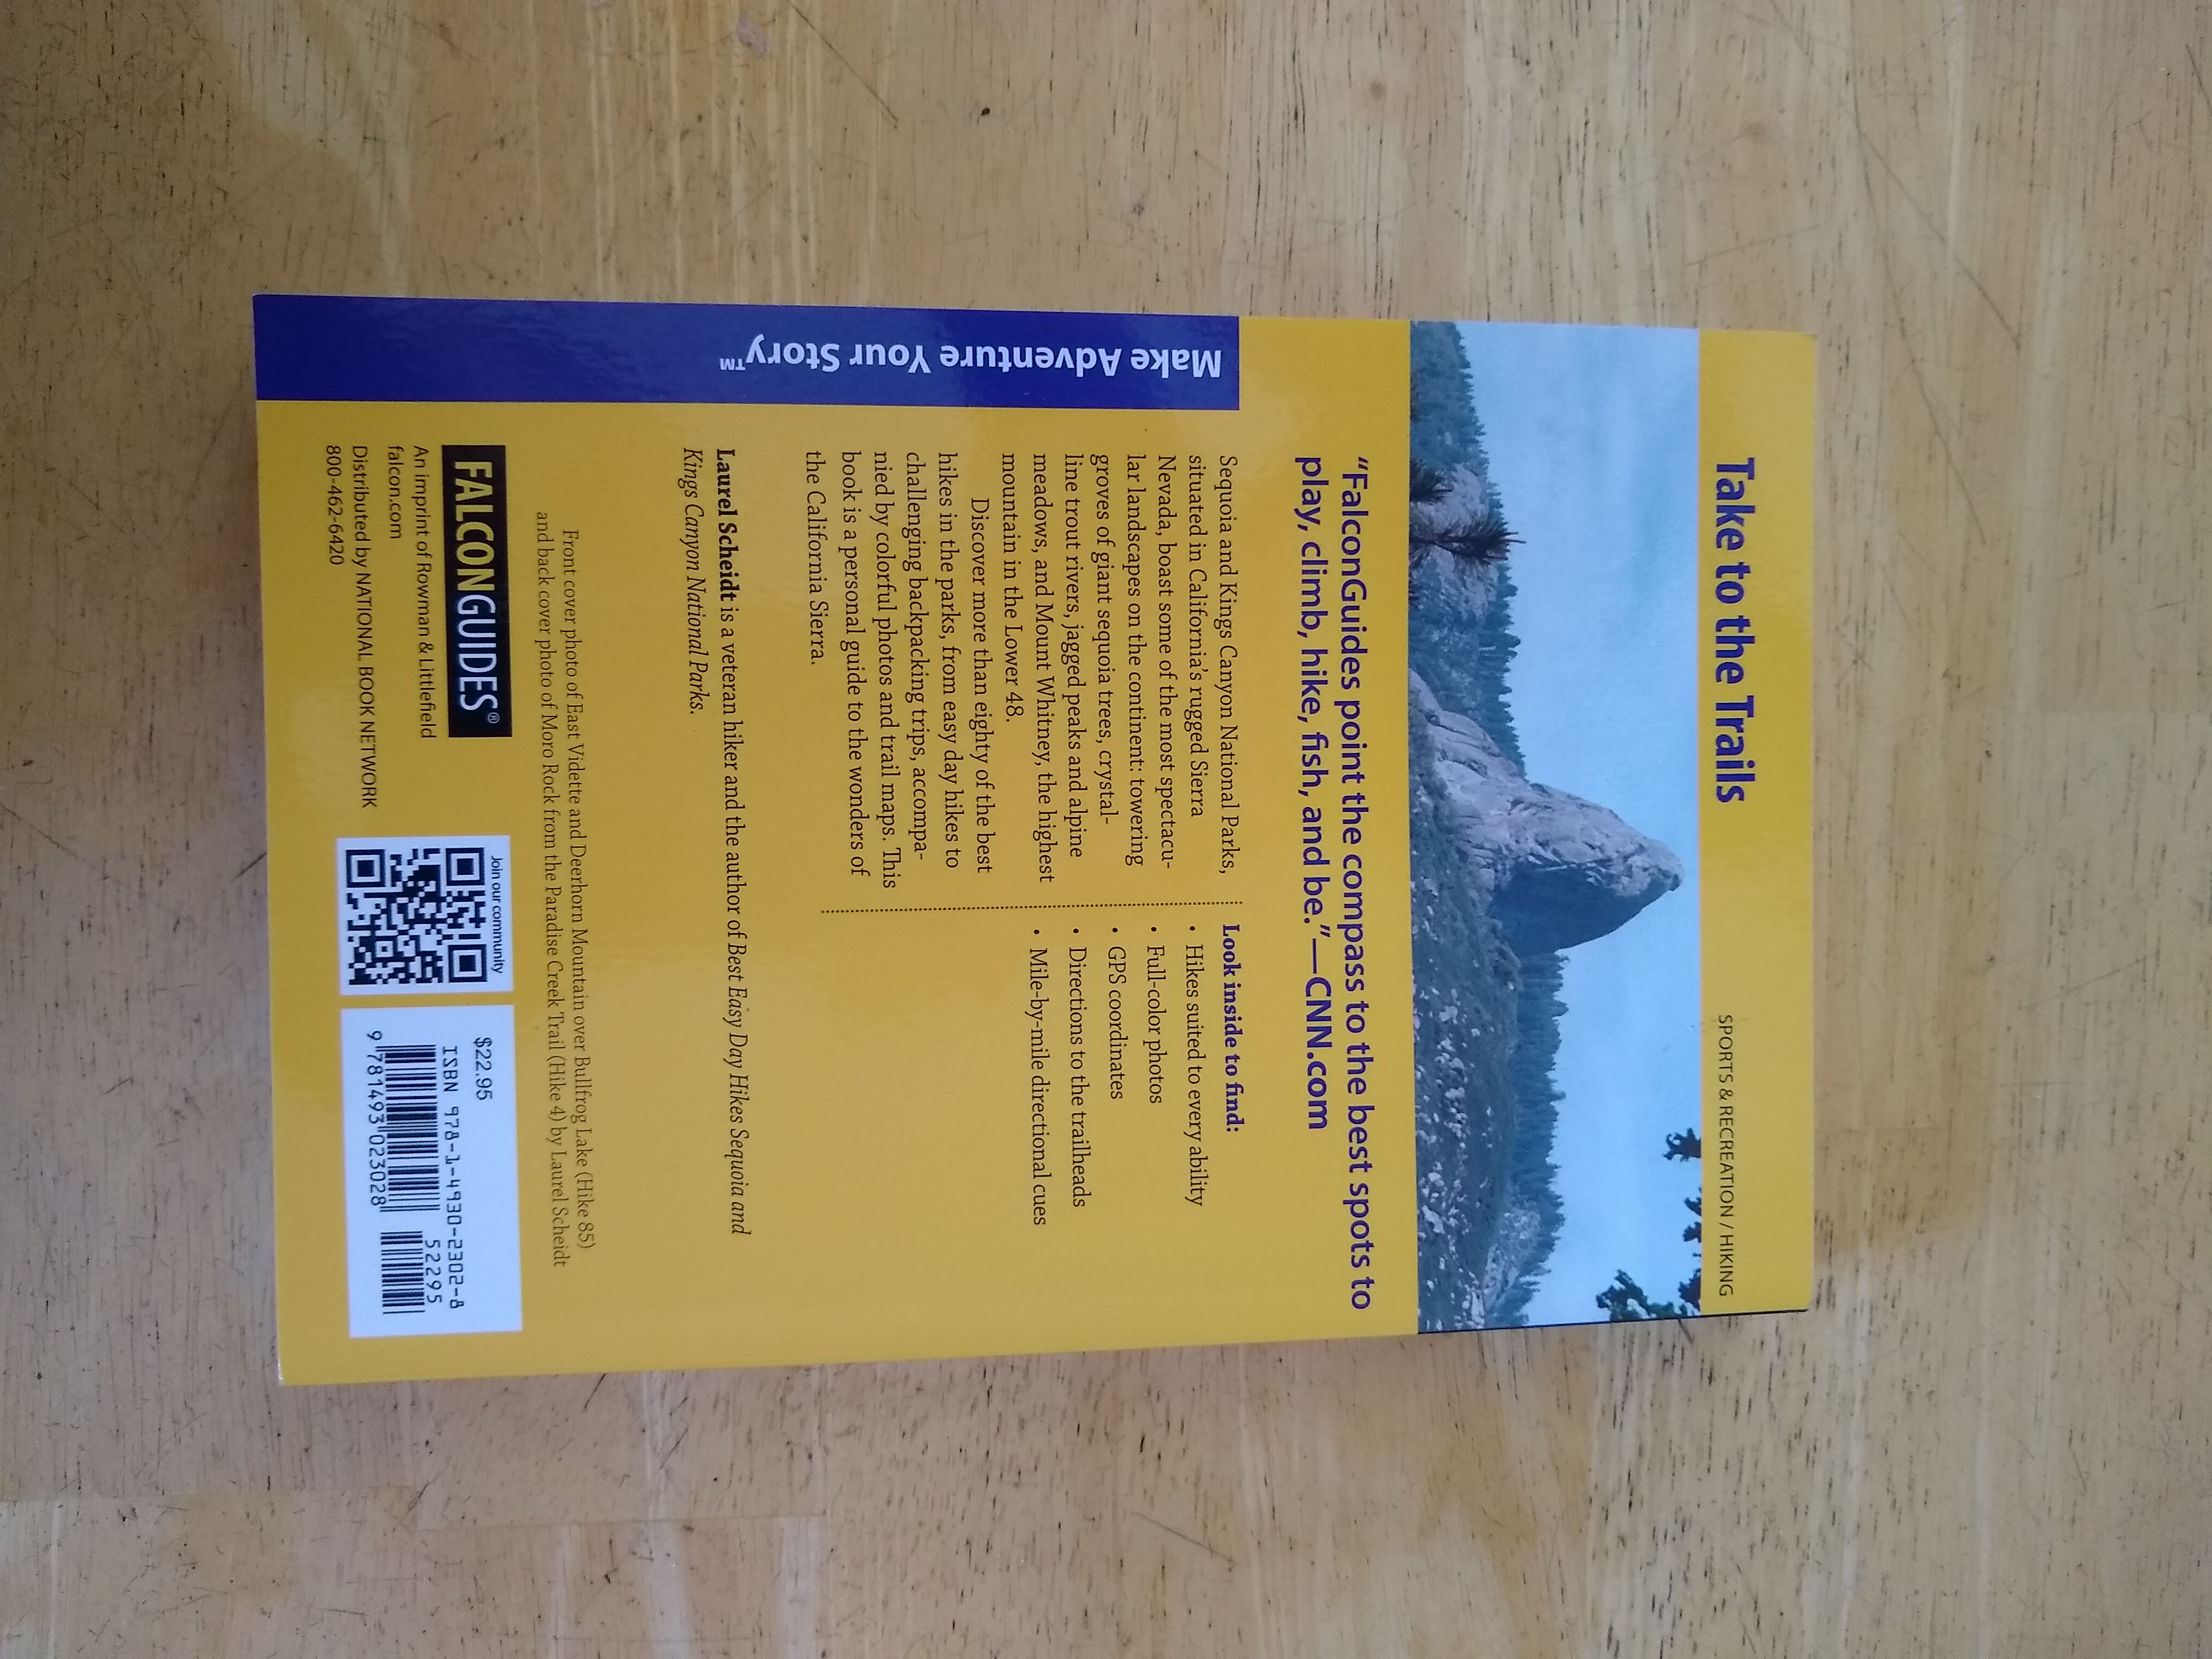 Take to the Trails
SPORTS & RECREATION / HIKING
“FalconGuides point the compass to the best spots to
play, climb, hike, fish, and be.”—CNN.com
Sequoia and Kings Canyon National Parks,
situated in California’s rugged Sierra
Nevada, boast some of the most spectacu-
lar landscapes on the continent: towering
groves of giant sequoia trees, crystal-
line trout rivers, jagged peaks and alpine
meadows, and Mount Whitney, the highest
mountain in the Lower 48.
Discover more than eighty of the best
hikes in the parks, from easy day hikes to
challenging backpacking trips, accompa-
nied by colorful photos and trail maps. This
book is a personal guide to the wonders of
the California Sierra.
Look inside to find:
• Hikes suited to every ability
• Full-color photos
• GPS coordinates
• Directions to the trailheads
• Mile-by-mile directional cues
Laurel Scheidt is a veteran hiker and the author of Best Easy Day Hikes Sequoia and
Kings Canyon National Parks.
Front cover photo of East Vidette and Deerhorn Mountain over Bullfrog Lake (Hike 85)
and back cover photo of Moro Rock from the Paradise Creek Trail (Hike 4) by Laurel Scheidt
FALCONGUIDES®
An imprint of Rowman & Littlefield
falcon.com
Distributed by NATIONAL BOOK NETWORK
800-462-6420
Join our community
$22.95
ISBN 978-1-4930-2302-8
52295
9 781493 023028
Make Adventure Your Story™